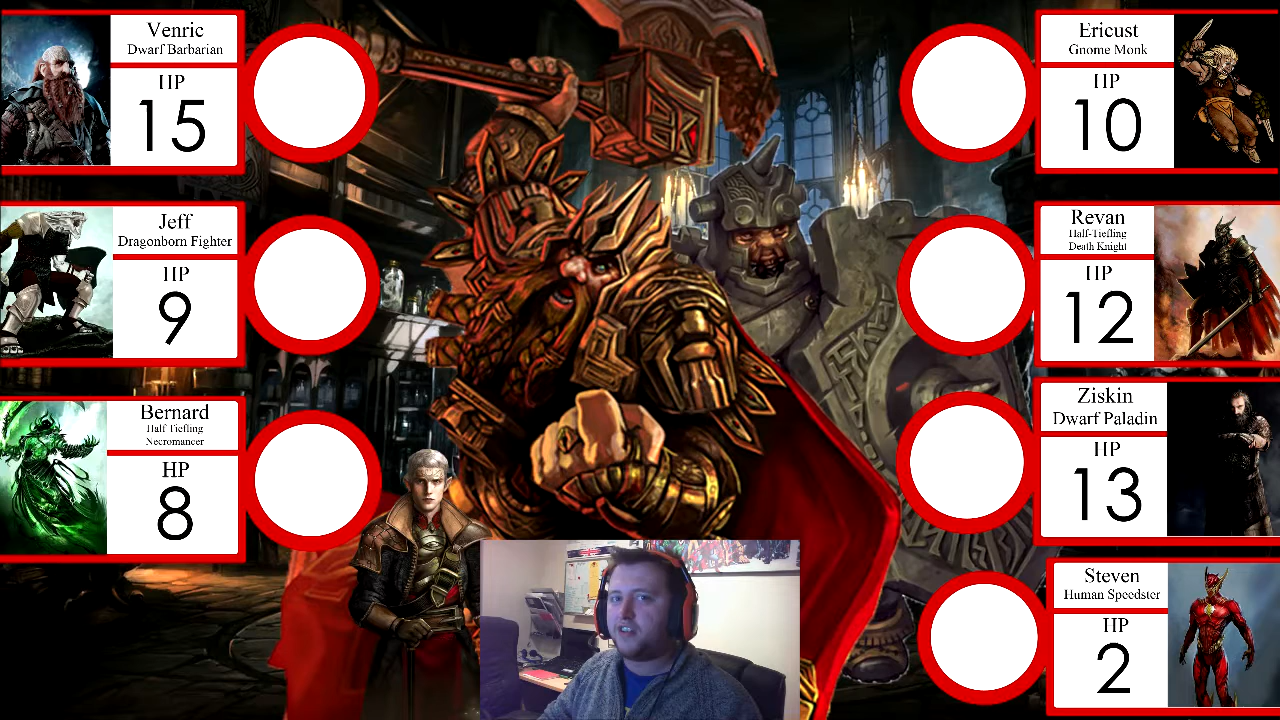 Venric
Dwarf Barbarian
HP
15
Jeff
Dragonborn Fighter
HP
9
Bernard
Half Tiefling
Necromancer
HP
8
Ericust
Gnome Monk
HP
10
Revan
Half-Tiefling
Death Knight
HP
12
Ziskin
Dwarf Paladin
HP
13
Steven
Human Speedster
HP
2